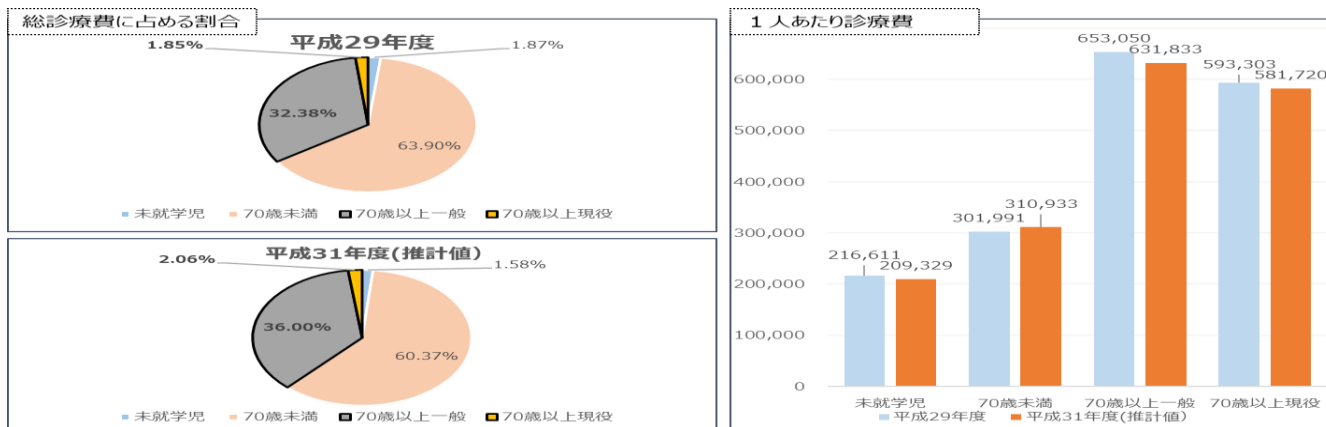 総診療費に占める割合
平成29年度
1.85%
1.87%
32.38%
63.90%
未就学児 70歳未満 70歳以上一般 70歳以上現役
平成31年度(推計値)
2.06%
1.58%
36.00%
60.37%
未就学児 70歳未満 70歳以上一般 70歳以上現役
1人あたり診療費
653,050
631,833
593,303
581,720
600,000
500,000
400,000
301,991
310,933
300,000
216,611
209,329
200,000
100,000
0
未就学児 70歳未満 70歳以上一般 70歳以上現役
平成29年度 平成31年度(推計値)